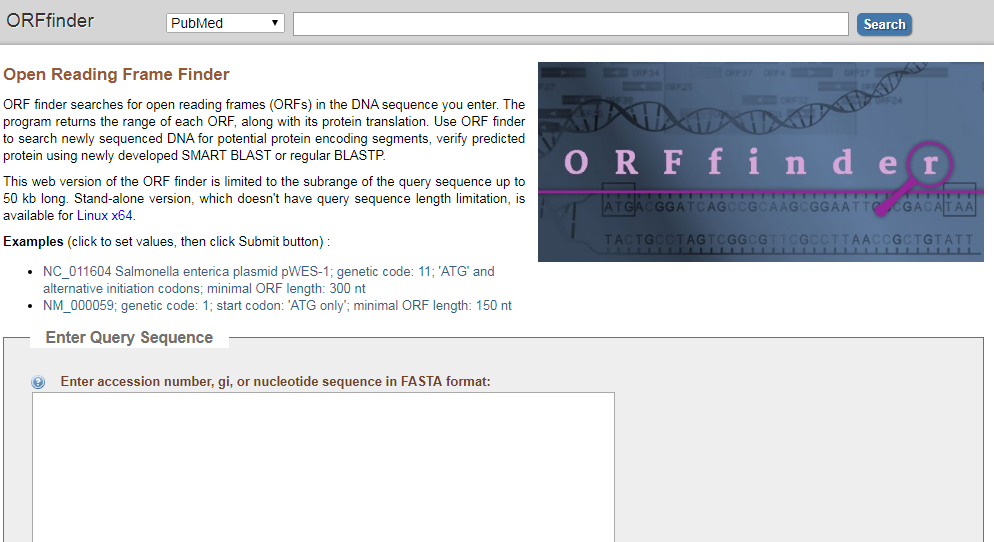 ORFfinder
PubMed
Search
Open Reading Frame Finder
ORF finder searches for open reading frames (ORFs) in the DNA sequence you enter. The
program returns the range of each ORF, along with its protein translation. Use ORF finder
to search newly sequenced DNA for potential protein encoding segments, verify predicted
protein using newly developed SMART BLAST or regular BLASTP.
This web version of the ORF finder is limited to the subrange of the query sequence up to
50 kb long. Stand-alone version, which doesn't have query sequence length limitation, is
available for Linux x64.
Examples (click to set values, then click Submit button) :
NC_011604 Salmonella enterica plasmid pWES-1; genetic code: 11; 'ATG' and
alternative initiation codons; minimal ORF length: 300 nt
NM_000059; genetic code: 1; start codon: 'ATG only'; minimal ORF length: 150 nt
ORF34
ORF37 ORF4 ORF17
ORF25
ORF24
ORFfinder
TACTGCCTAGTCGGCGTTCGCCTTAACCGCTGTATT
Enter Query Sequence
Enter accession number, gi, or nucleotide sequence in FASTA format: